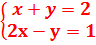 x + y = 2
2x − y = 1